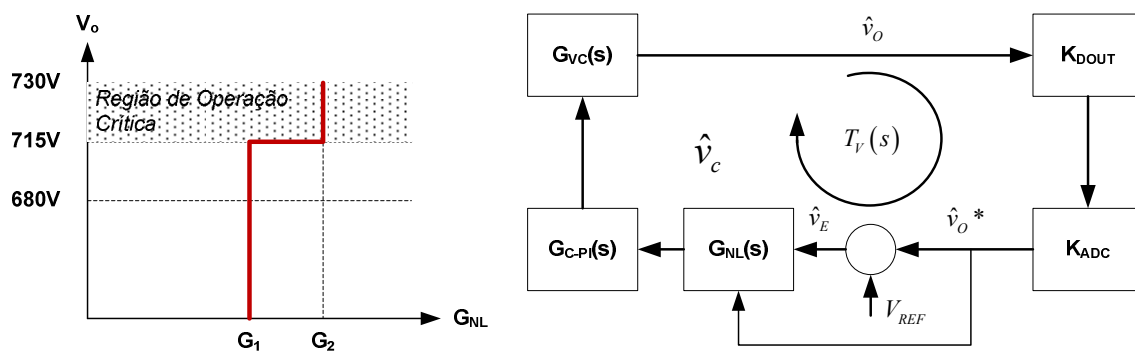 Vo
730V
Região de Operação
Crítica
715V
680V
G1
G2
GNL
GVC(s)
v̂O
KDOUT
TV(s)
v̂c
GC-PI(s)
GNL(s)
v̂E
v̂O*
KADC
VREF